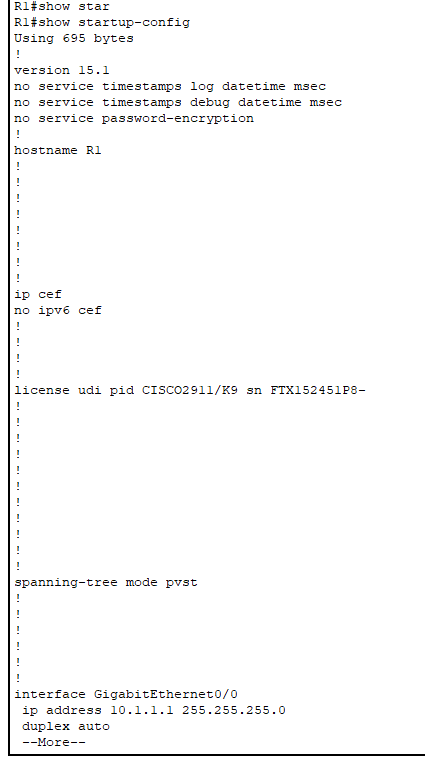 R1#show star
R1#show startup-config
Using 695 bytes
!
version 15.1
no service timestamps log datetime msec
no service timestamps debug datetime msec
no service password-encryption
!
hostname R1
!
!
!
!
!
!
!
!
ip cef
no ipv6 cef
!
!
!
!
license udi pid CISCO2911/K9 sn FTX152451P8-
!
!
!
!
!
!
!
!
!
!
!
spanning-tree mode pvst
!
!
!
!
!
!
interface GigabitEthernet0/0
ip address 10.1.1.1 255.255.255.0
duplex auto
--More--